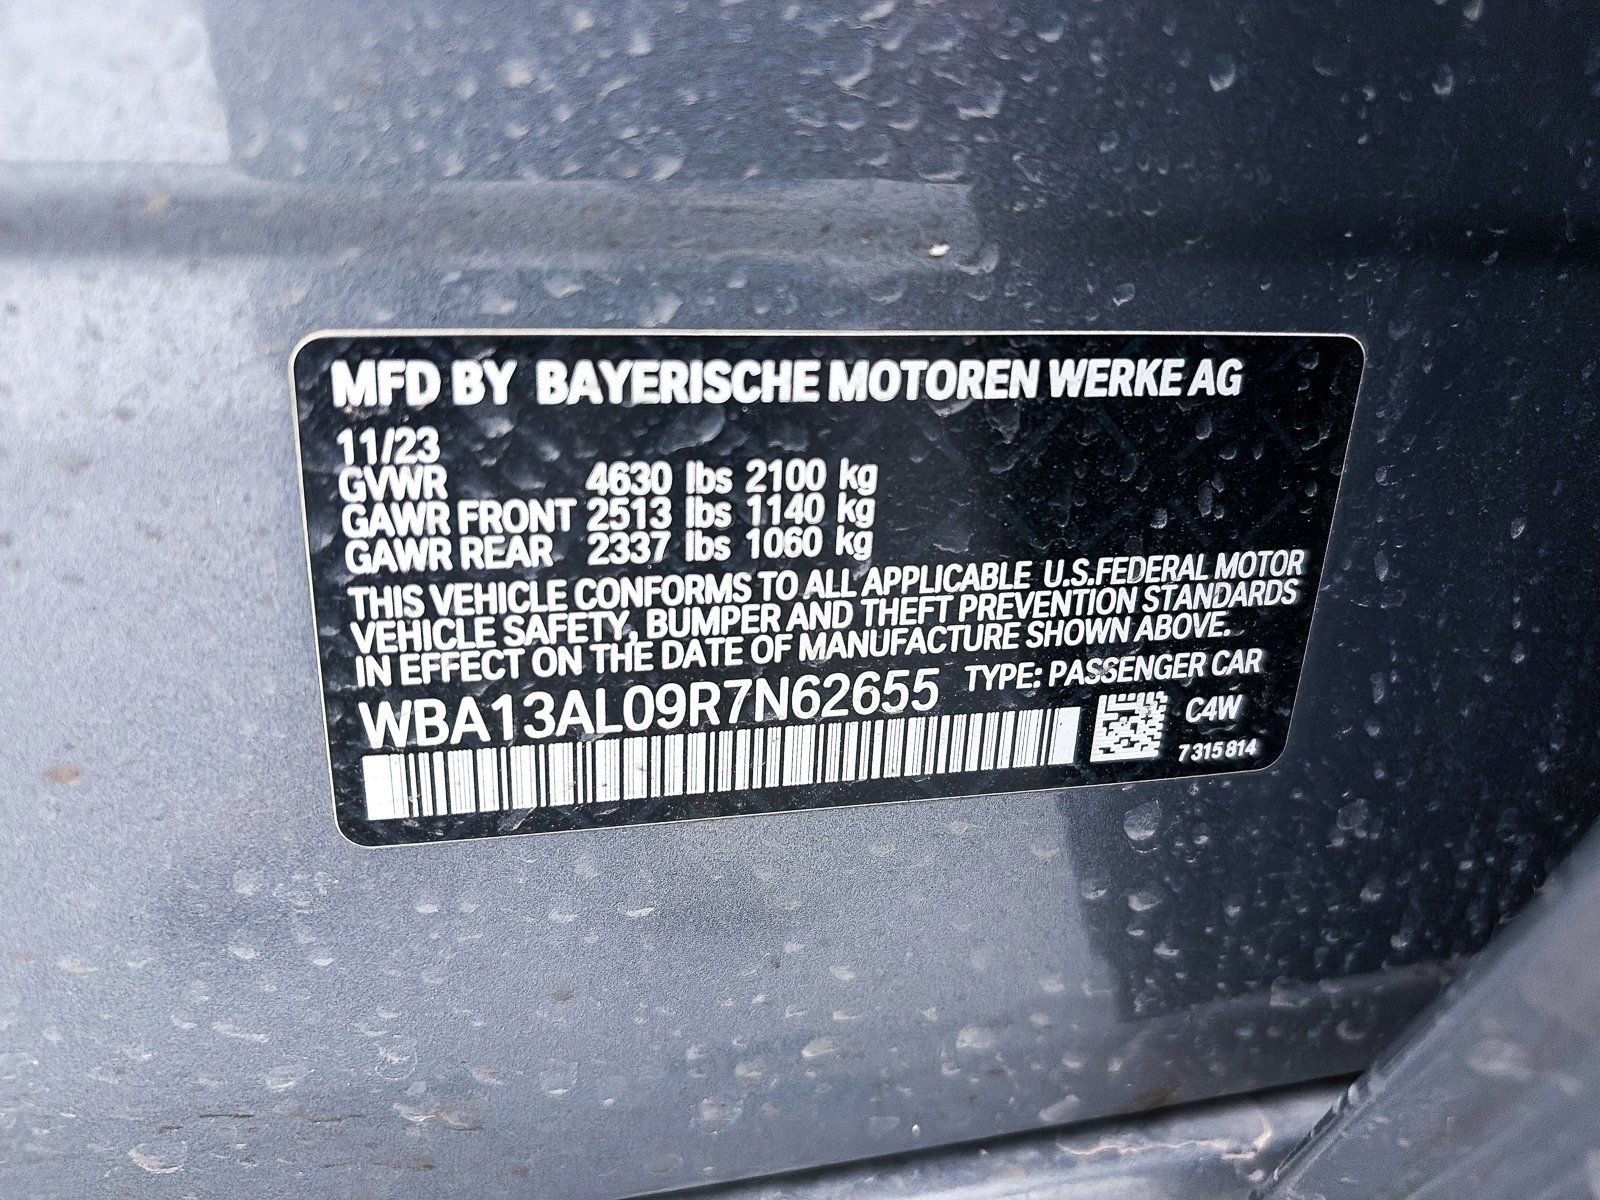 MFD BY BAYERISCHE MOTOREN WERKE AG
11/23
GVWR 4630 lbs 2100 kg
GAWR FRONT 2513 lbs 1140 kg
GAWR REAR 2337 lbs 1060 kg
THIS VEHICLE CONFORMS TO ALL APPLICABLE U.S.FEDERAL MOTOR
VEHICLE SAFETY, BUMPER AND THEFT PREVENTION STANDARDS
IN EFFECT ON THE DATE OF MANUFACTURE SHOWN ABOVE.
WBA13AL09R7N62655 TYPE: PASSENGER CAR
C4W
7 315 814